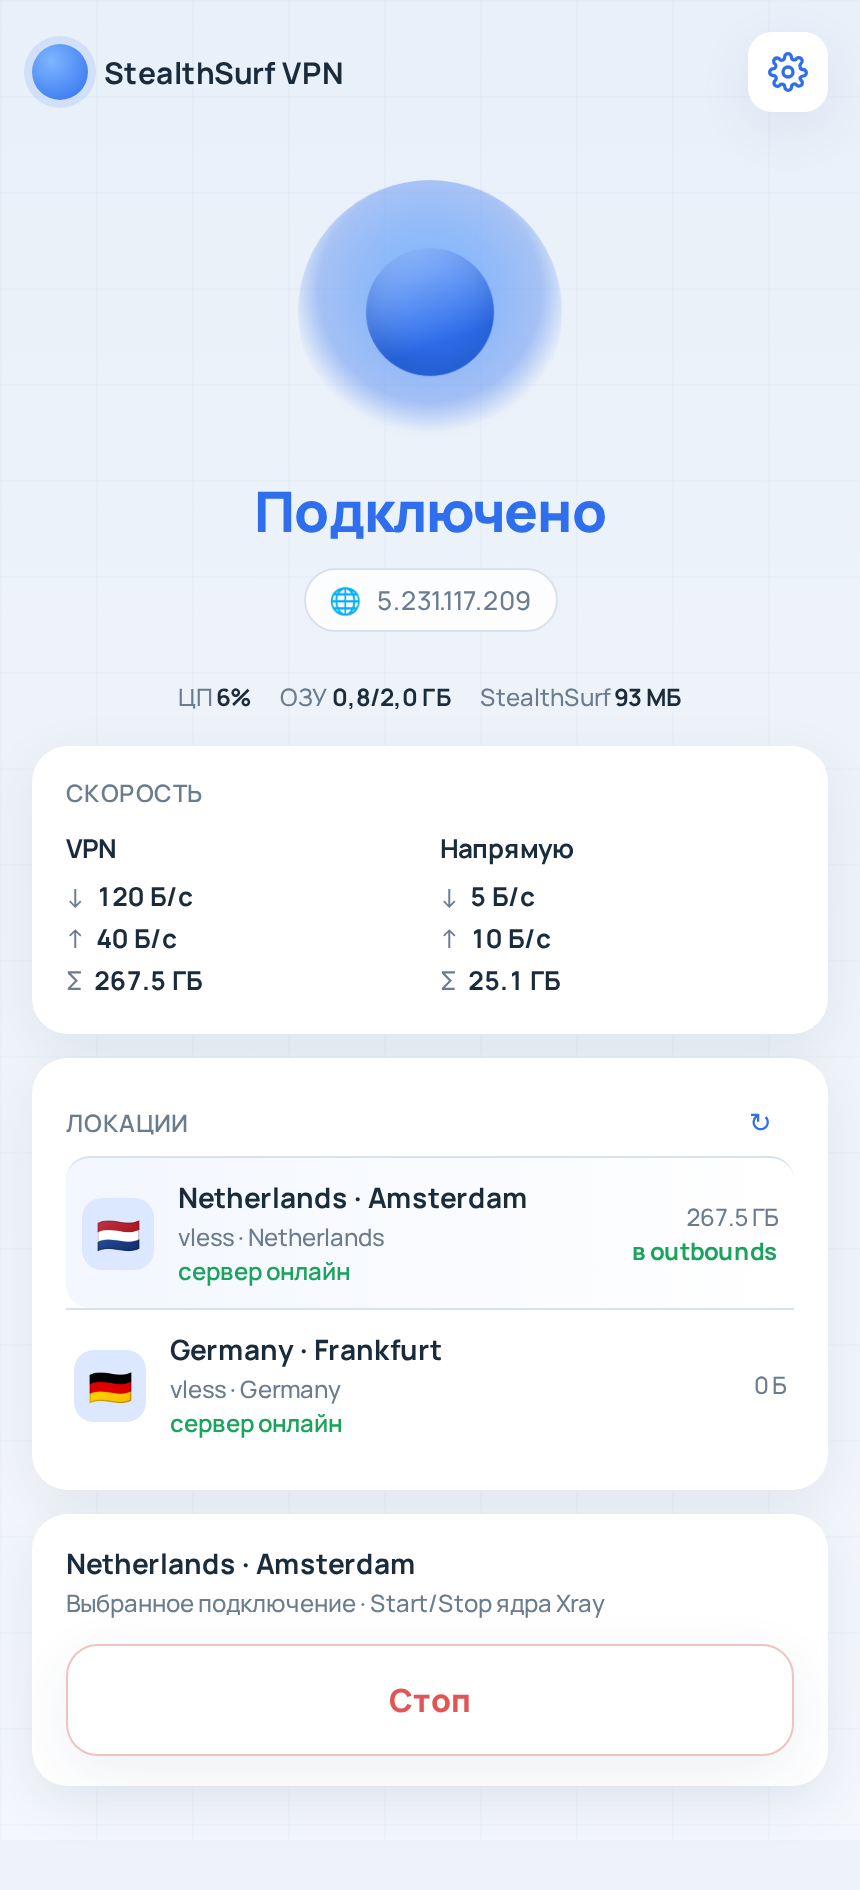 StealthSurf VPN
Подключено
🌐 5.231.117.209
ЦП 6% ОЗУ 0,8/2,0 ГБ StealthSurf 93 МБ
СКОРОСТЬ
VPN Напрямую
↓ 120 Б/с ↓ 5 Б/с
↑ 40 Б/с ↑ 10 Б/с
Σ 267.5 ГБ Σ 25.1 ГБ
ЛОКАЦИИ ↻
Netherlands · Amsterdam
267.5 ГБ
vless · Netherlands
в outbounds
сервер онлайн
Germany · Frankfurt
vless · Germany
0 Б
сервер онлайн
Netherlands · Amsterdam
Выбранное подключение · Start/Stop ядра Xray
Стоп